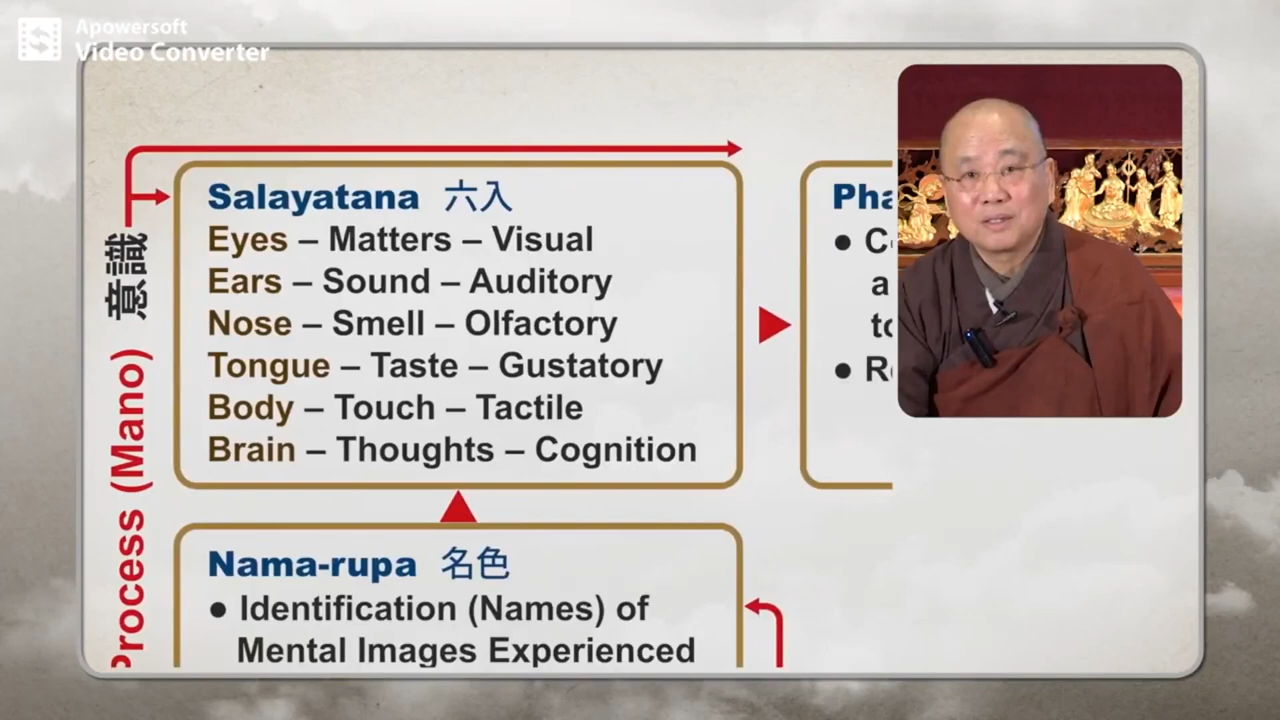 Apowersoft
Video Converter
Salayatana 六入
Eyes – Matters – Visual
Ears – Sound – Auditory
Nose – Smell – Olfactory
Tongue – Taste – Gustatory
Body – Touch – Tactile
Brain – Thoughts – Cognition
Process (Mano) 意識
Nama-rupa 名色
● Identification (Names) of
Mental Images Experienced